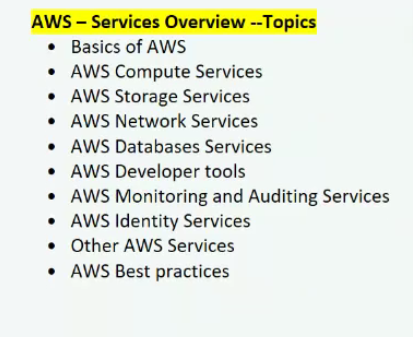 AWS – Services Overview --Topics
• Basics of AWS
• AWS Compute Services
• AWS Storage Services
• AWS Network Services
• AWS Databases Services
• AWS Developer tools
• AWS Monitoring and Auditing Services
• AWS Identity Services
• Other AWS Services
• AWS Best practices